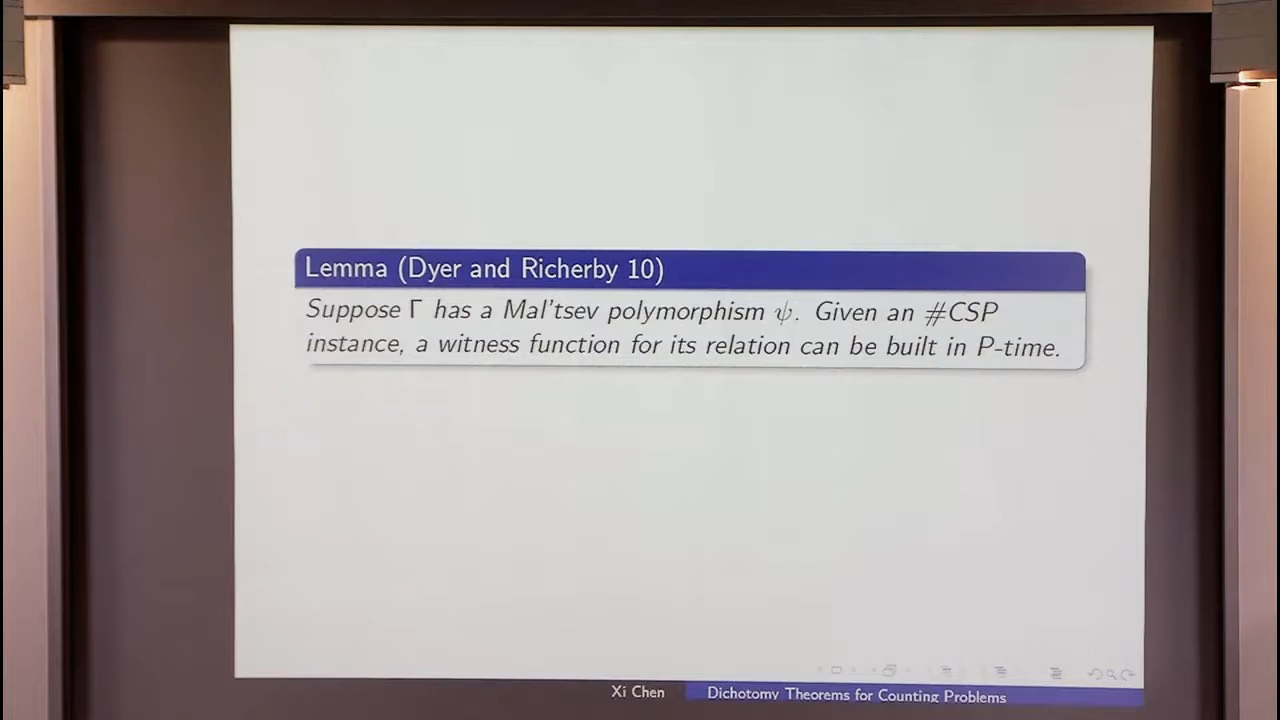 Lemma (Dyer and Richerby 10)
Suppose Γ has a Mal'tsev polymorphism ψ. Given an #CSP
instance, a witness function for its relation can be built in P-time.
Xi Chen
Dichotomy Theorems for Counting Problems